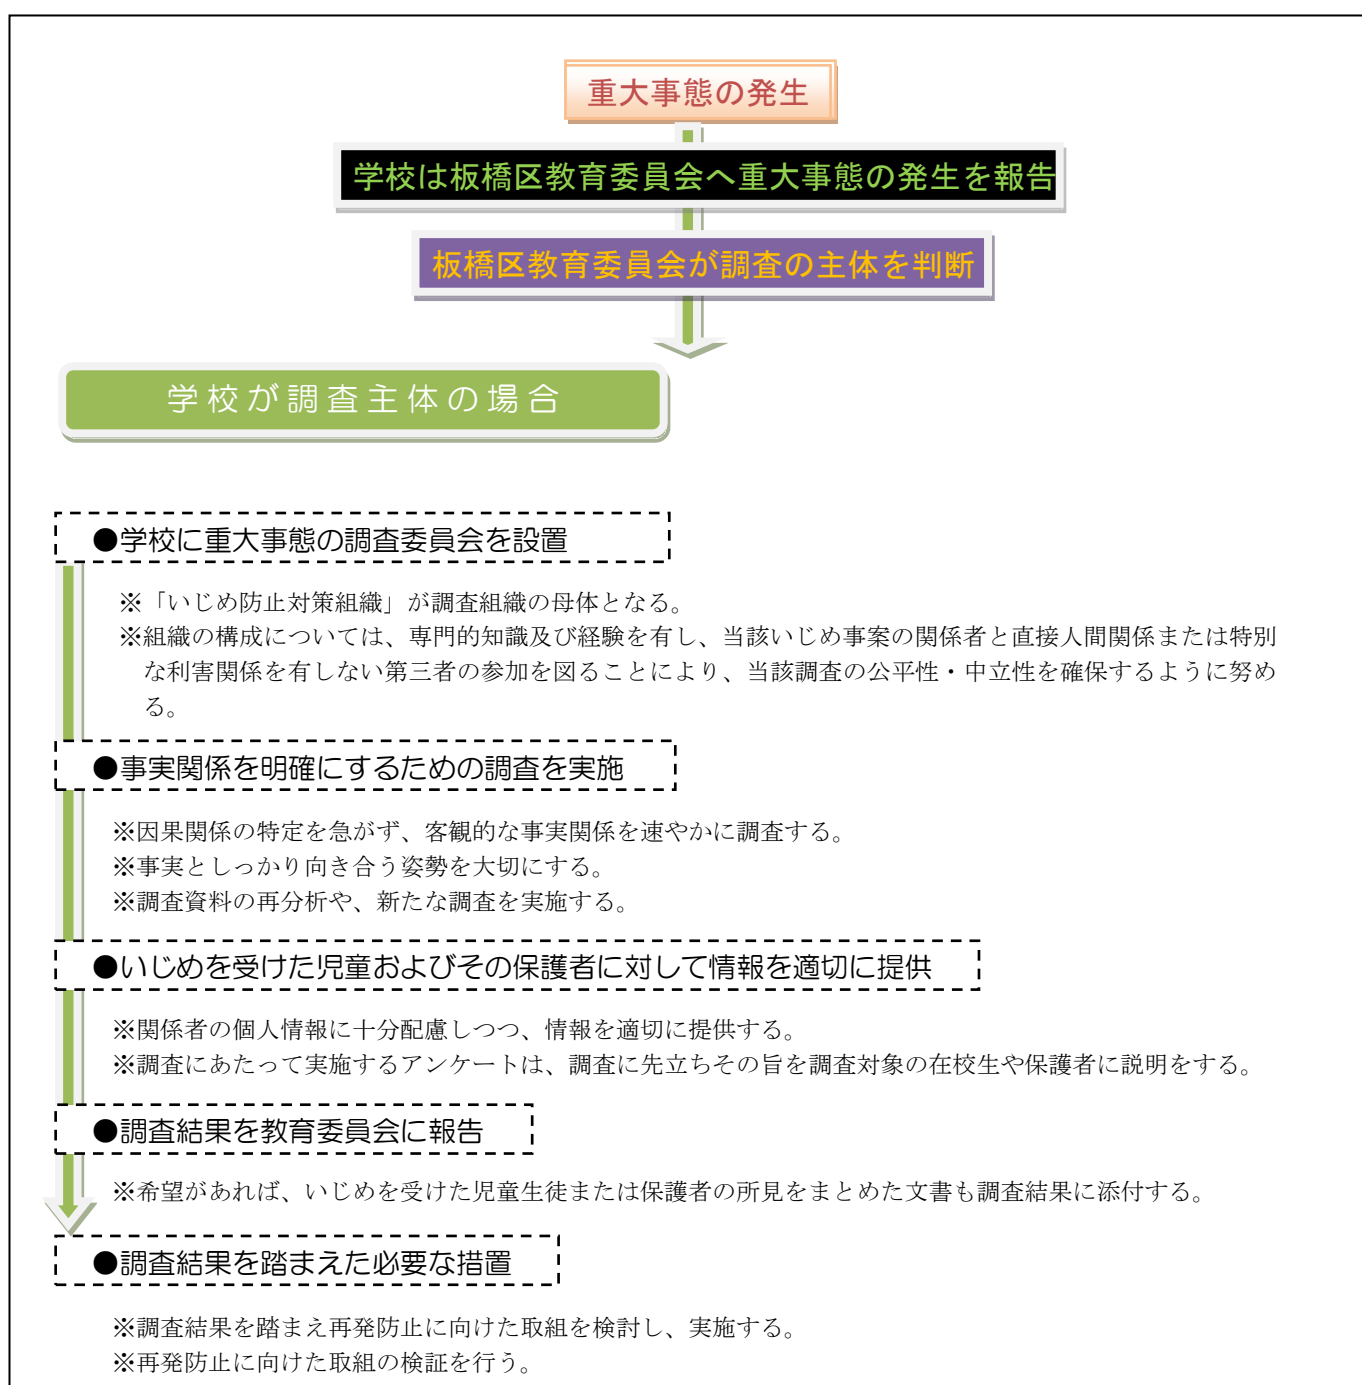 重大事態の発生
学校は板橋区教育委員会へ重大事態の発生を報告
板橋区教育委員会が調査の主体を判断
学校が調査主体の場合
●学校に重大事態の調査委員会を設置
※「いじめ防止対策組織」が調査組織の母体となる。
※組織の構成については、専門的知識及び経験を有し、当該いじめ事案の関係者と直接人間関係または特別
な利害関係を有しない第三者の参加を図ることにより、当該調査の公平性・中立性を確保するように努め
る。
●事実関係を明確にするための調査を実施
※因果関係の特定を急がず、客観的な事実関係を速やかに調査する。
※事実としっかり向き合う姿勢を大切にする。
※調査資料の再分析や、新たな調査を実施する。
●いじめを受けた児童およびその保護者に対して情報を適切に提供
※関係者の個人情報に十分配慮しつつ、情報を適切に提供する。
※調査にあたって実施するアンケートは、調査に先立ちその旨を調査対象の在校生や保護者に説明をする。
●調査結果を教育委員会に報告
※希望があれば、いじめを受けた児童生徒または保護者の所見をまとめた文書も調査結果に添付する。
●調査結果を踏まえた必要な措置
※調査結果を踏まえ再発防止に向けた取組を検討し、実施する。
※再発防止に向けた取組の検証を行う。